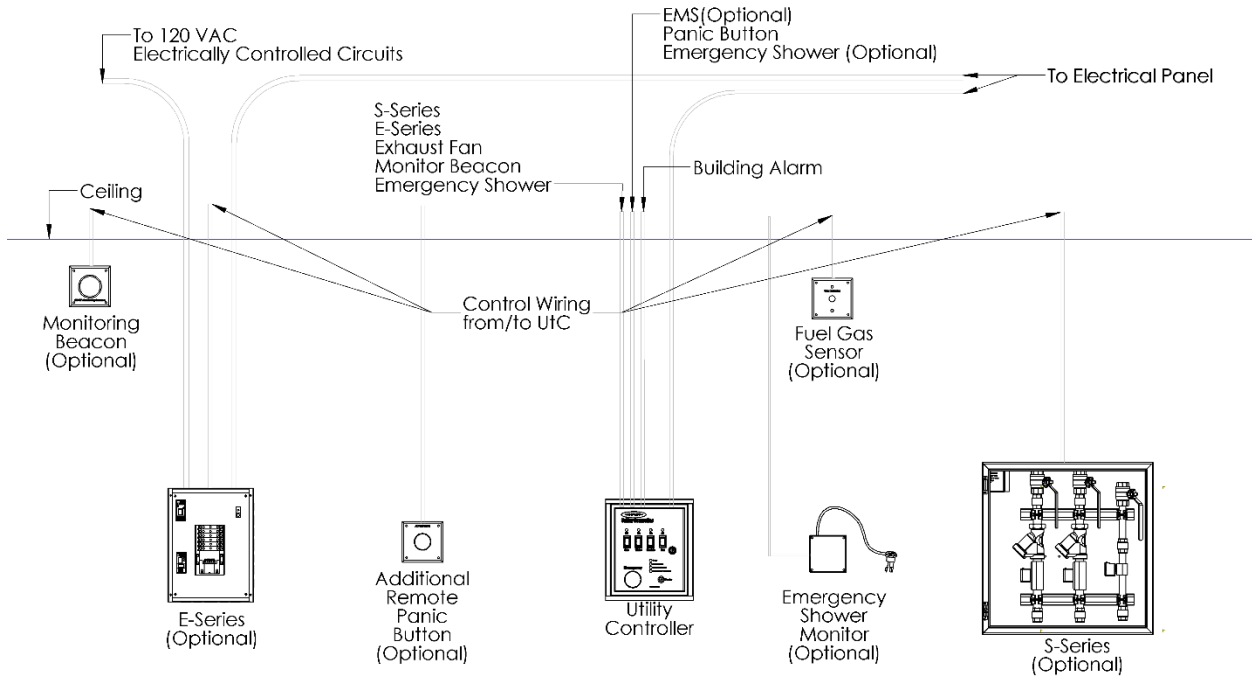 To 120 VAC
Electrically Controlled Circuits
EMS(Optional)
Panic Button
Emergency Shower (Optional)
To Electrical Panel
S-Series
E-Series
Exhaust Fan
Monitor Beacon
Emergency Shower
Building Alarm
Ceiling
Control Wiring
from/to UtC
Monitoring
Beacon
(Optional)
Fuel Gas
Sensor
(Optional)
E-Series
(Optional)
Additional
Remote
Panic
Button
(Optional)
Utility
Controller
Emergency
Shower
Monitor
(Optional)
S-Series
(Optional)